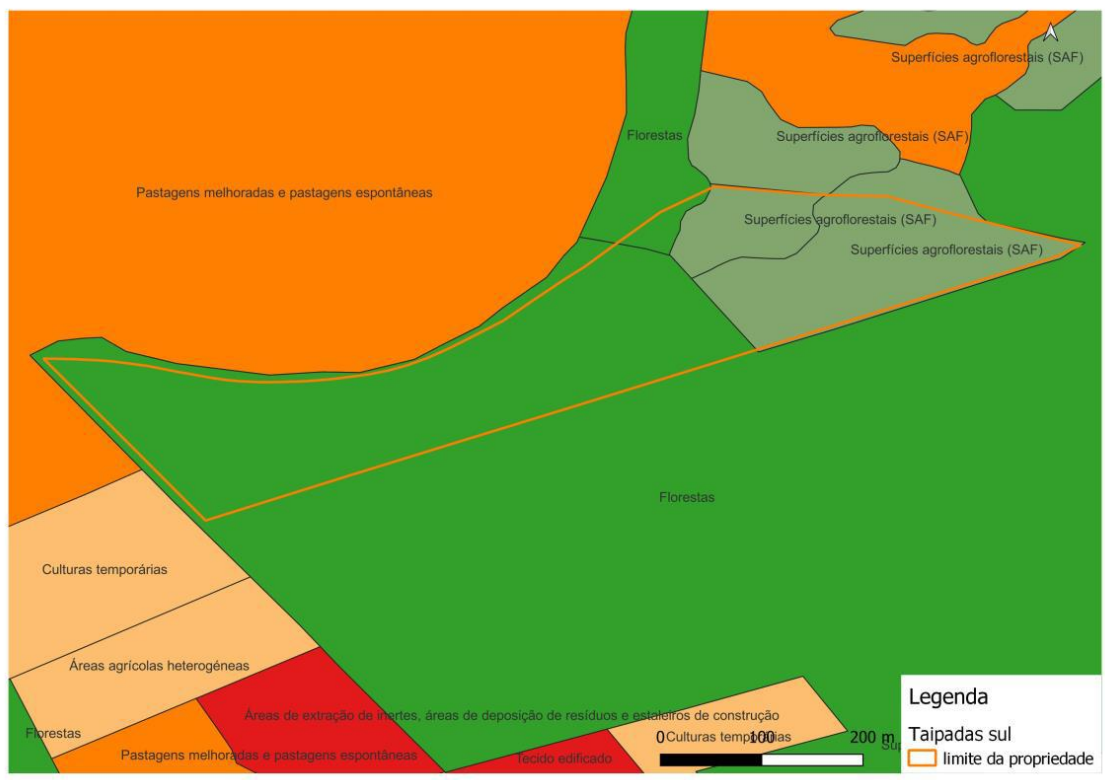 Superfícies agroflorestais (SAF)
Florestas
Superfícies agroflorestais (SAF)
Pastagens melhoradas e pastagens espontâneas
Superfícies agroflorestais (SAF)
Superfícies agroflorestais (SAF)
Florestas
Culturas temporárias
Áreas agrícolas heterogéneas
Áreas de extração de inertes, áreas de deposição de resíduos e estaleiros de construção
Florestas
Culturas temporárias
0 100 200 m
Pastagens melhoradas e pastagens espontâneas
Tecido edificado
Legenda
Taipadas sul
limite da propriedade